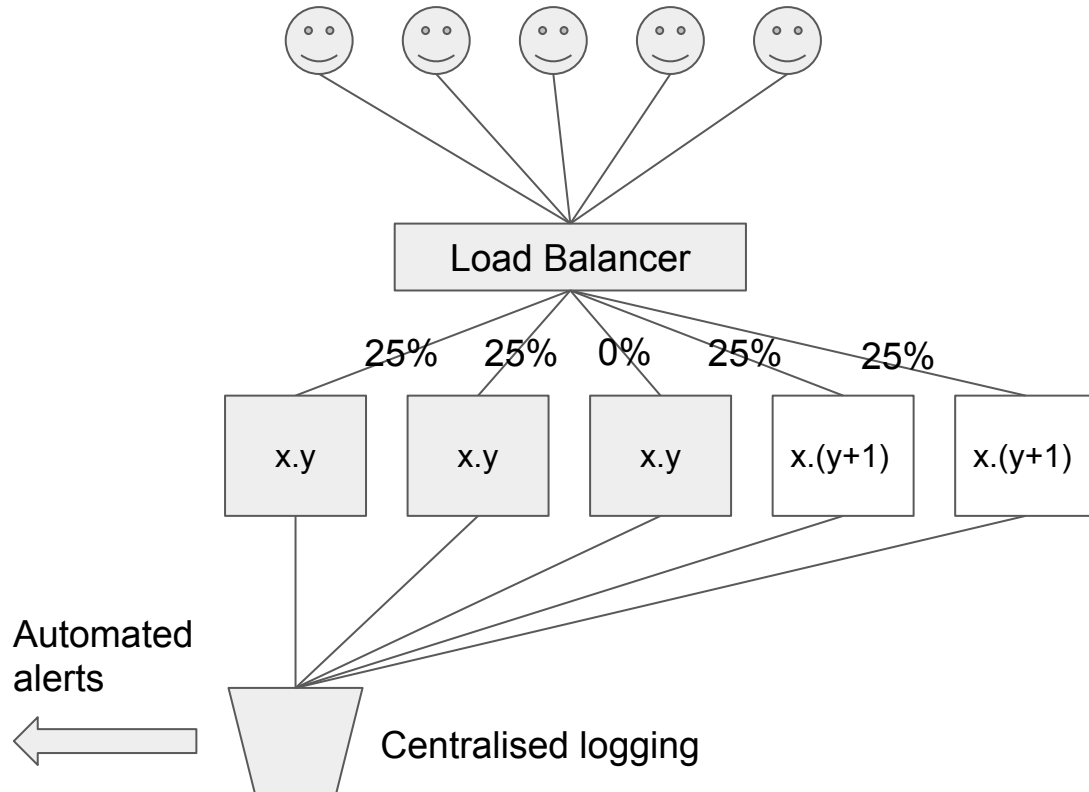 Load Balancer
25% 25% 0% 25% 25%
x.y x.y x.y x.(y+1) x.(y+1)
Automated
alerts
Centralised logging